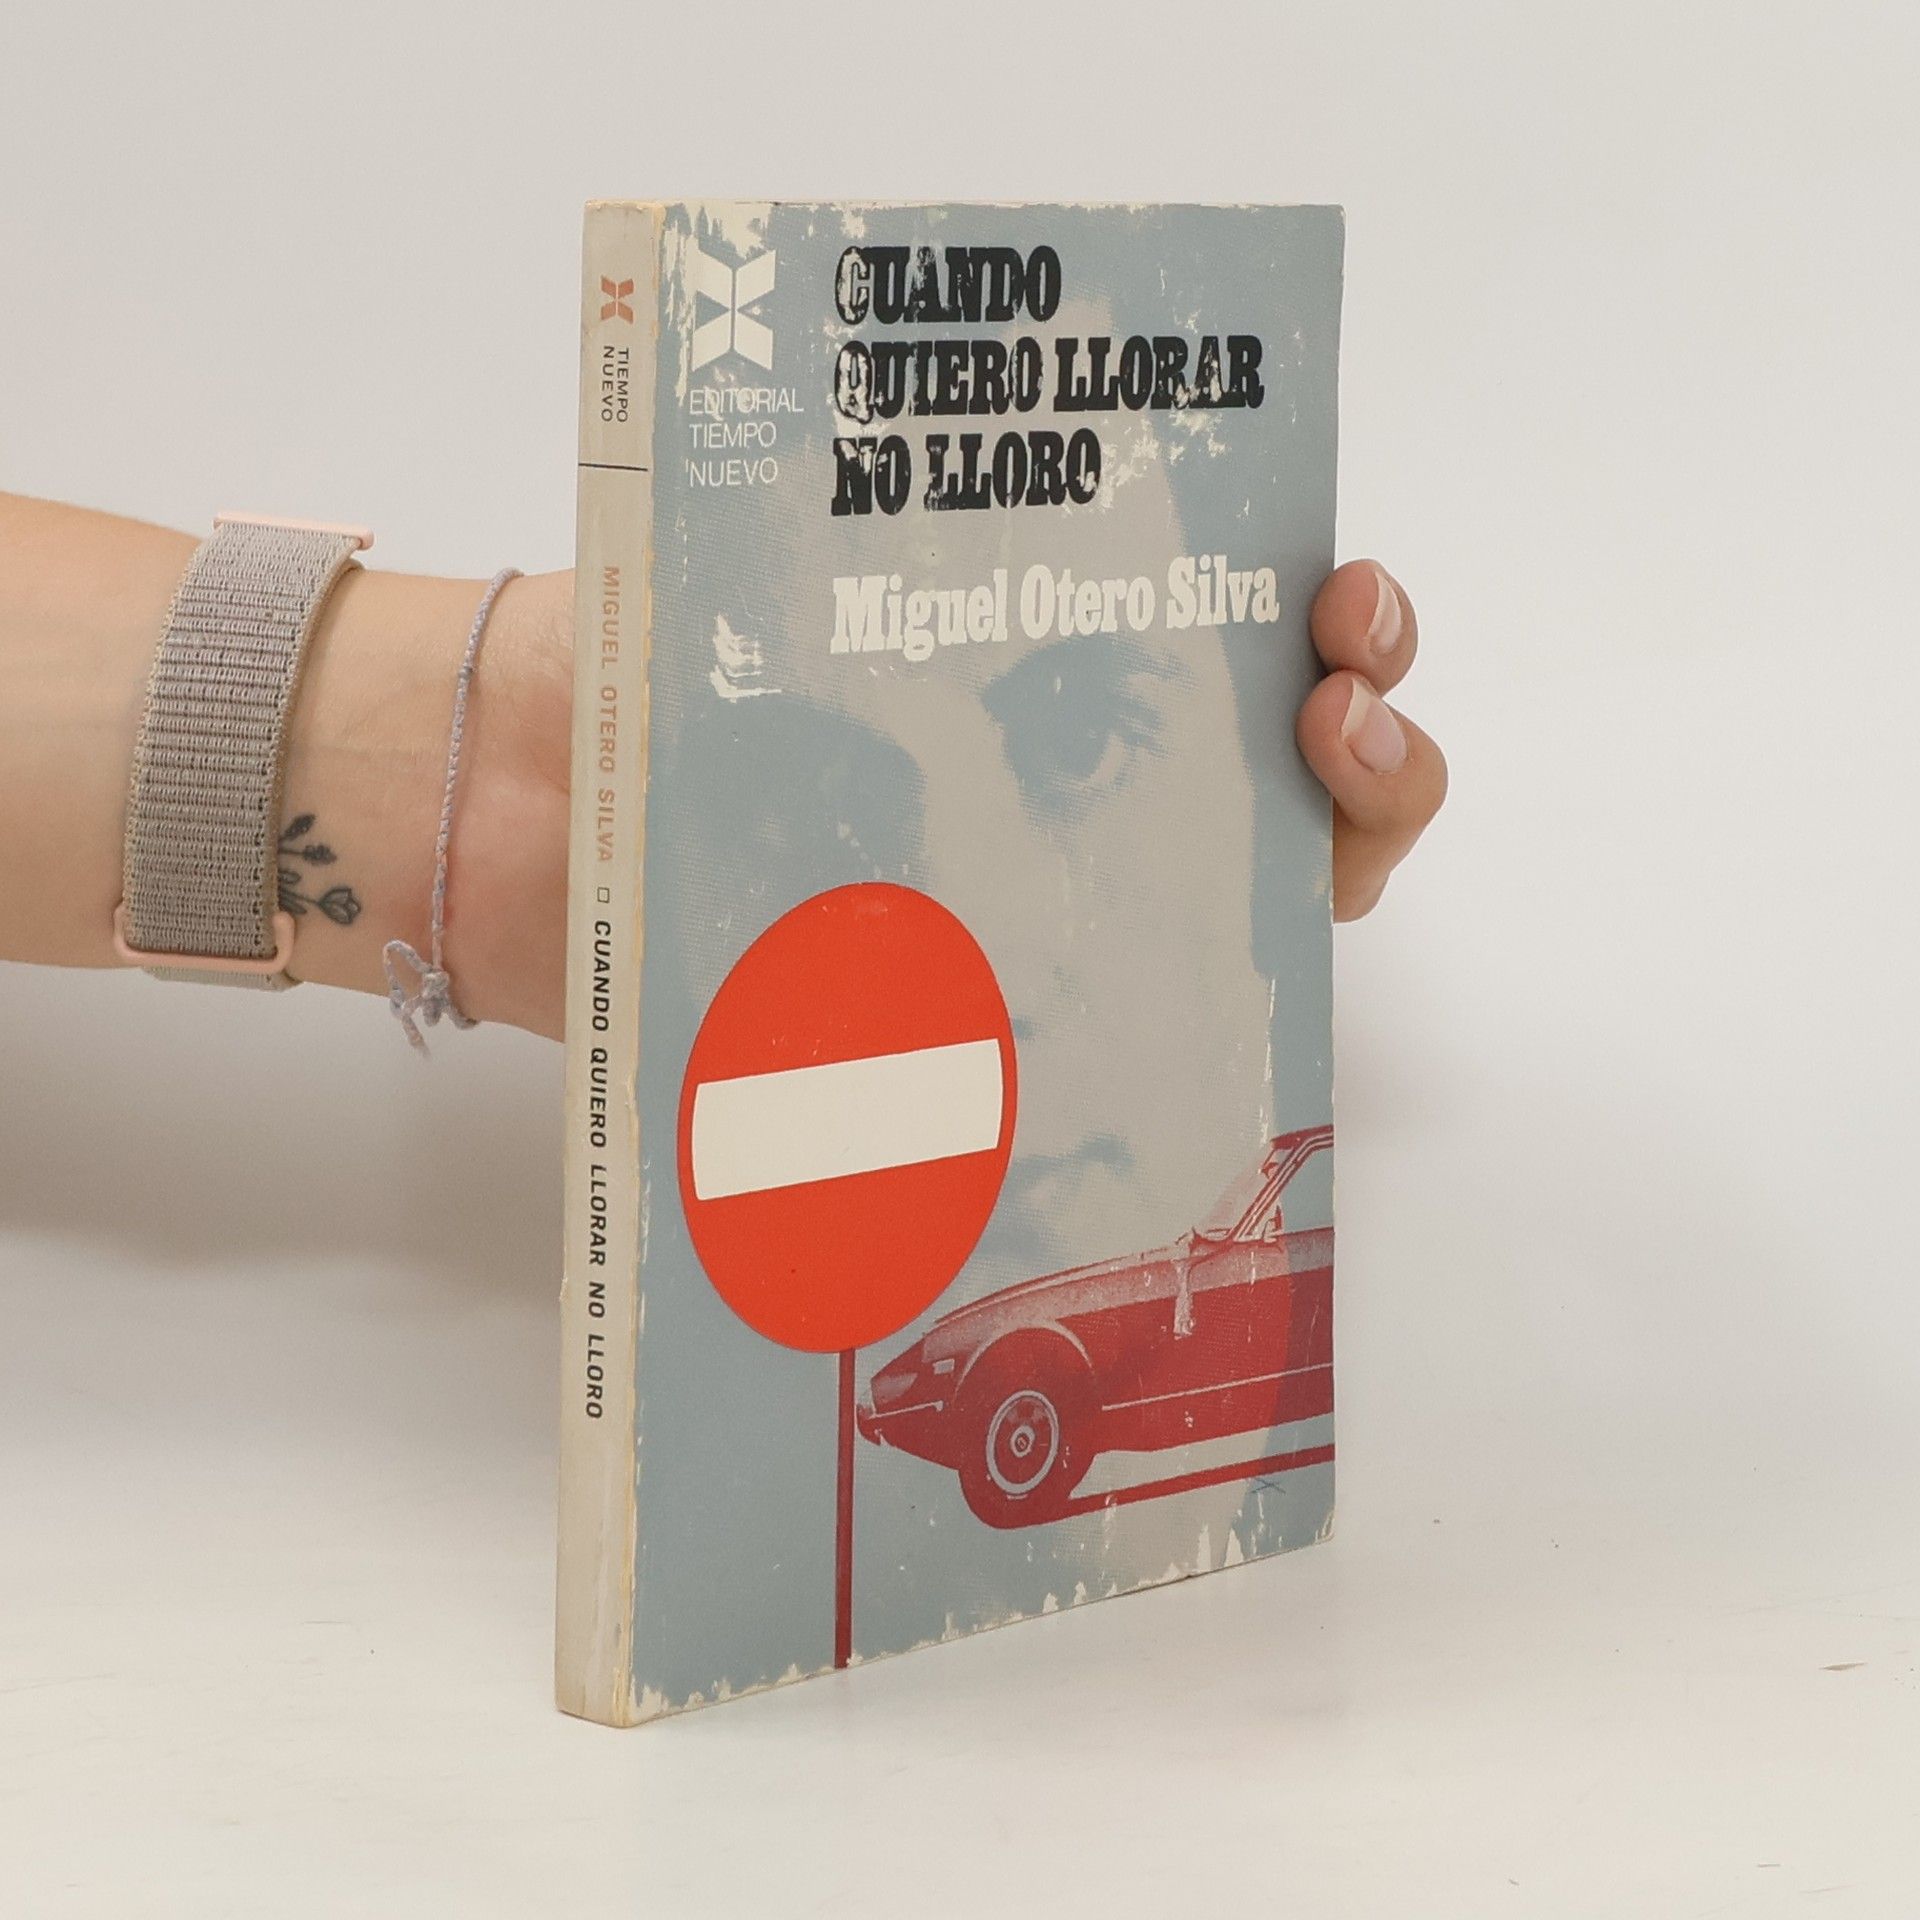 TIEMPO
NUEVO
MIGUEL OTERO SILVA □ CUANDO QUIERO LLORAR NO LLORO
EDITORIAL
TIEMPO
NUEVO
CUANDO
QUIERO LLORAR
NO LLORO
Miguel Otero Silva